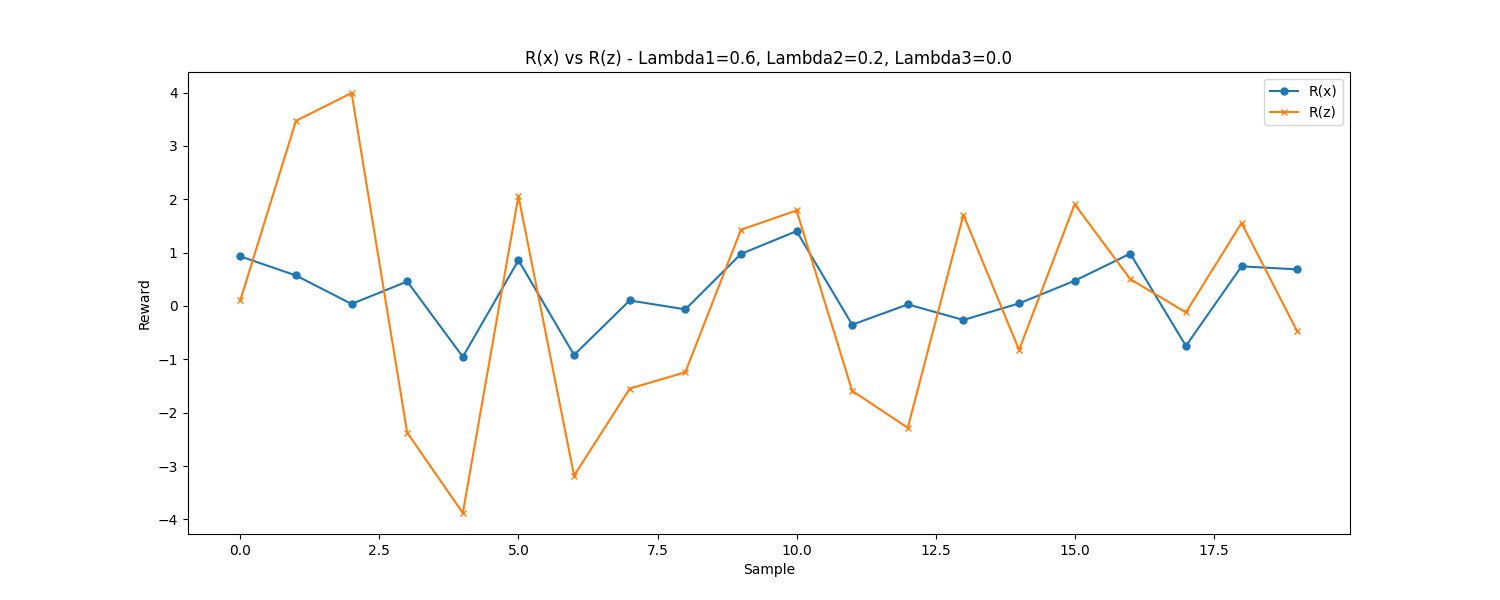 R(x) vs R(z) - Lambda1=0.6, Lambda2=0.2, Lambda3=0.0
R(x)
R(z)
Reward
4
3
2
1
0
−1
−2
−3
−4
0.0 2.5 5.0 7.5 10.0 12.5 15.0 17.5
Sample